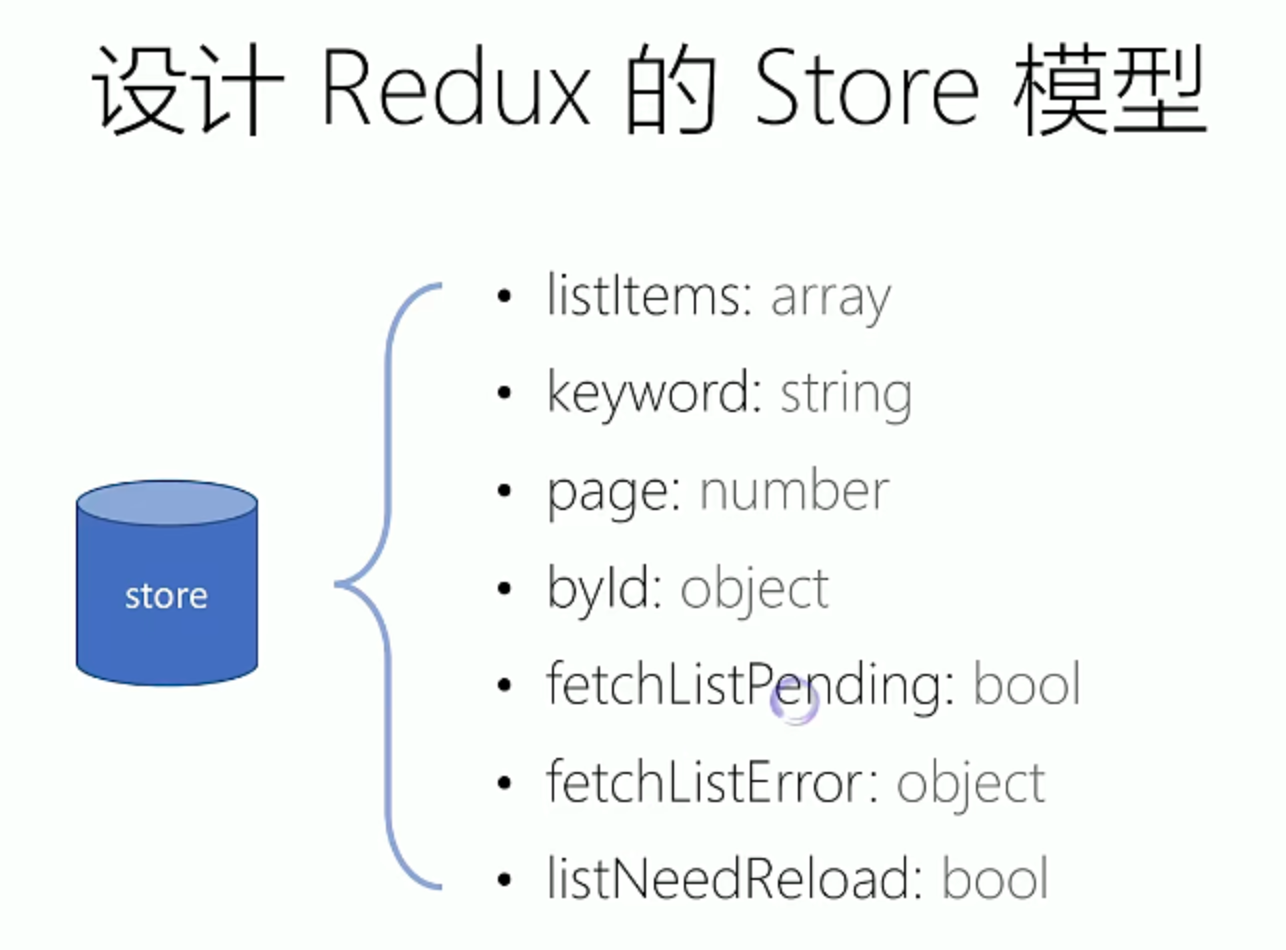 设计 Redux 的 Store 模型
store
• listItems: array
• keyword: string
• page: number
• byId: object
• fetchListPending: bool
• fetchListError: object
• listNeedReload: bool